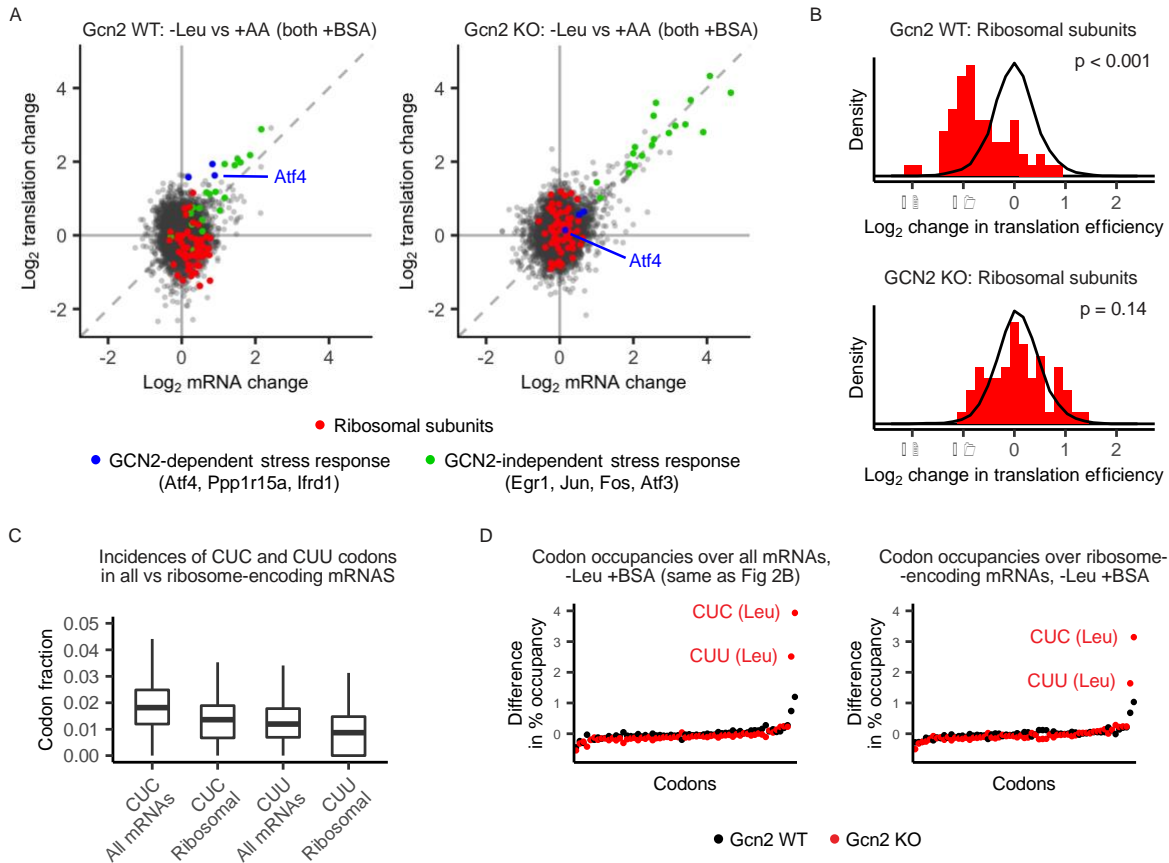 A
Gcn2 WT: -Leu vs +AA (both +BSA)
Gcn2 KO: -Leu vs +AA (both +BSA)
Log2 translation change
4
2
0
-2
Atf4
-2
0
2
4
Log2 mRNA change
Log2 translation change
4
2
0
-2
Atf4
-2
0
2
4
Log2 mRNA change
Ribosomal subunits
GCN2-dependent stress response
(Atf4, Ppp1r15a, Ifrd1)
GCN2-independent stress response
(Egr1, Jun, Fos, Atf3)
B
Gcn2 WT: Ribosomal subunits
p < 0.001
Density
0
1
2
Log2 change in translation efficiency
GCN2 KO: Ribosomal subunits
p = 0.14
Density
0
1
2
Log2 change in translation efficiency
C
Incidences of CUC and CUU codons
in all vs ribosome-encoding mRNAS
Codon fraction
0.05
0.04
0.03
0.02
0.01
0.00
CUC
All mRNAs
CUC
Ribosomal
CUU
All mRNAs
CUU
Ribosomal
D
Codon occupancies over all mRNAs,
-Leu +BSA (same as Fig 2B)
Difference
in % occupancy
4
3
2
1
0
CUC (Leu)
CUU (Leu)
Codons
Codon occupancies over ribosome-
-encoding mRNAs, -Leu +BSA
Difference
in % occupancy
4
3
2
1
0
CUC (Leu)
CUU (Leu)
Codons
Gcn2 WT
Gcn2 KO